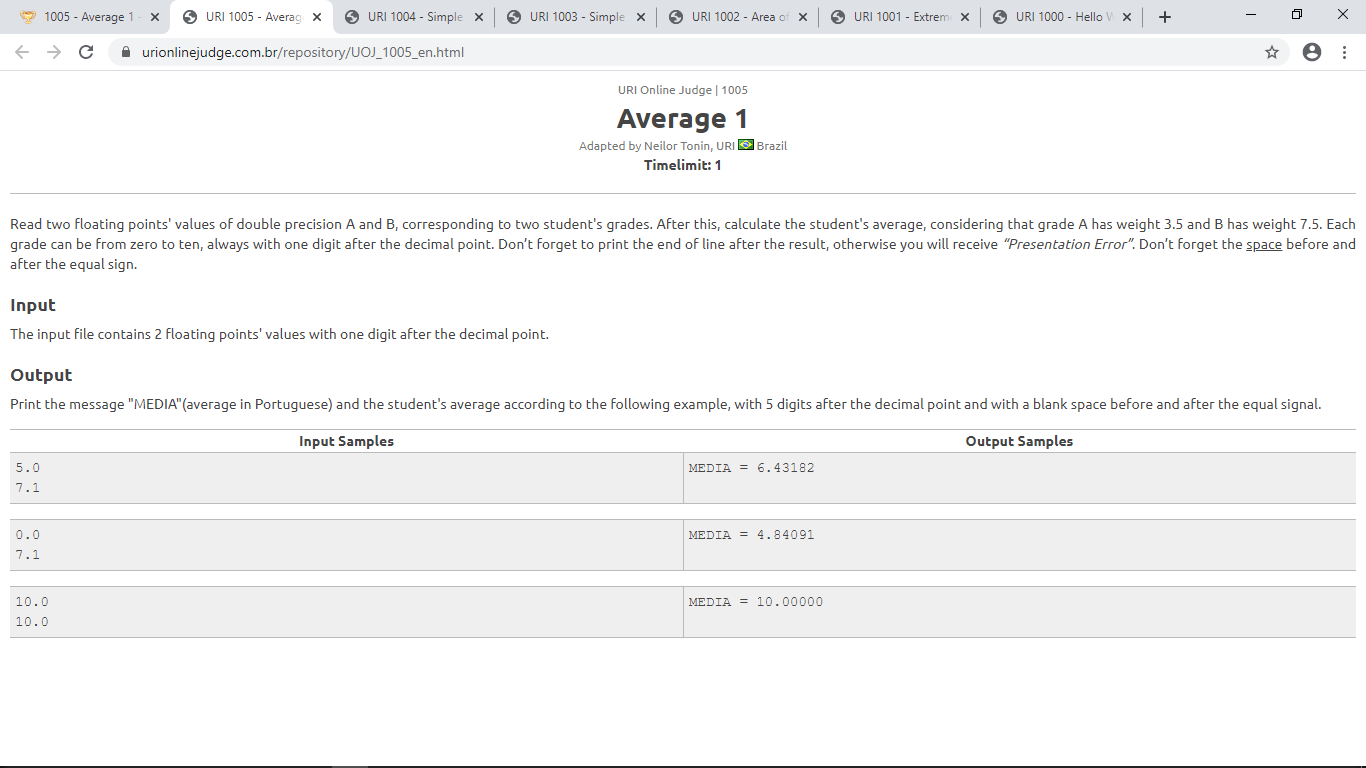 1005 - Average 1 -
URI 1005 - Averag
URI 1004 - Simple
URI 1003 - Simple
URI 1002 - Area of
URI 1001 - Extrem
URI 1000 - Hello W
urionlinejudge.com.br/repository/UOJ_1005_en.html
URI Online Judge | 1005
Average 1
Adapted by Neilor Tonin, URI Brazil
Timelimit: 1
Read two floating points' values of double precision A and B, corresponding to two student's grades. After this, calculate the student's average, considering that grade A has weight 3.5 and B has weight 7.5. Each
grade can be from zero to ten, always with one digit after the decimal point. Don’t forget to print the end of line after the result, otherwise you will receive “Presentation Error”. Don’t forget the space before and
after the equal sign.
Input
The input file contains 2 floating points' values with one digit after the decimal point.
Output
Print the message "MEDIA"(average in Portuguese) and the student's average according to the following example, with 5 digits after the decimal point and with a blank space before and after the equal signal.
Input Samples Output Samples
5.0 MEDIA = 6.43182
7.1
0.0 MEDIA = 4.84091
7.1
10.0 MEDIA = 10.00000
10.0